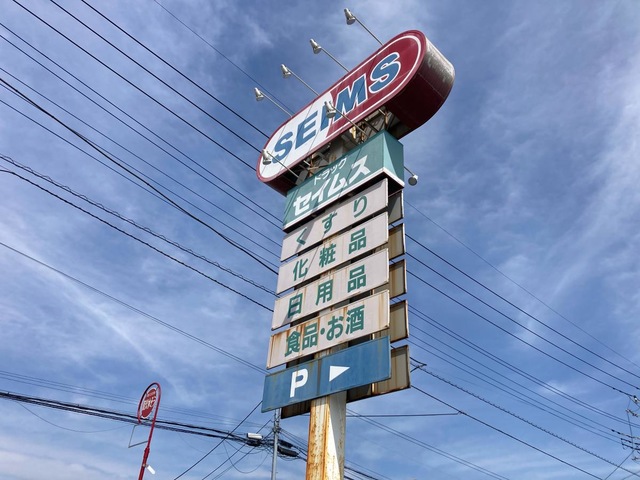 SEIMS
ドラッグ
セイムス
くすり
化粧品
日用品
食品・お酒
P